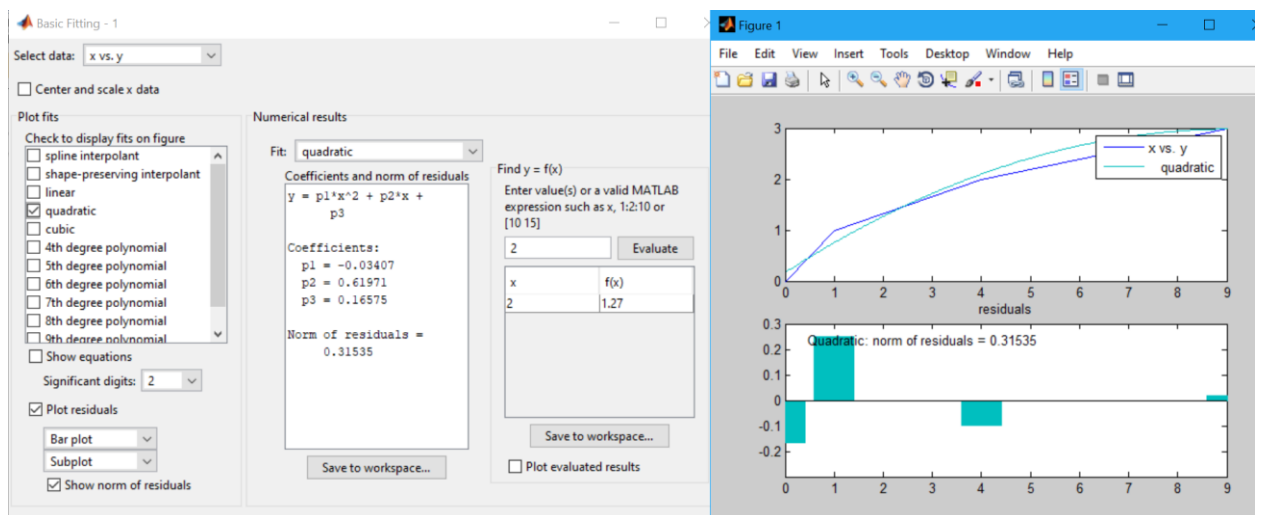 Basic Fitting - 1
Select data: x vs. y
Center and scale x data
Plot fits
Check to display fits on figure
spline interpolant
shape-preserving interpolant
linear
quadratic
cubic
4th degree polynomial
5th degree polynomial
6th degree polynomial
7th degree polynomial
8th degree polynomial
9th degree polynomial
Show equations
Significant digits: 2
Plot residuals
Bar plot
Subplot
Show norm of residuals
Numerical results
Fit: quadratic
Coefficients and norm of residuals
y = p1*x^2 + p2*x +
p3
Coefficients:
p1 = -0.03407
p2 = 0.61971
p3 = 0.16575
Norm of residuals =
0.31535
Save to workspace...
Find y = f(x)
Enter value(s) or a valid MATLAB
expression such as x, 1:2:10 or
[10 15]
2 Evaluate
x f(x)
2 1.27
Save to workspace...
Plot evaluated results
Figure 1
File Edit View Insert Tools Desktop Window Help
3
2
1
0
x vs. y
quadratic
0 1 2 3 4 5 6 7 8 9
residuals
0.3
0.2
0.1
0
-0.1
-0.2
Quadratic: norm of residuals = 0.31535
0 1 2 3 4 5 6 7 8 9